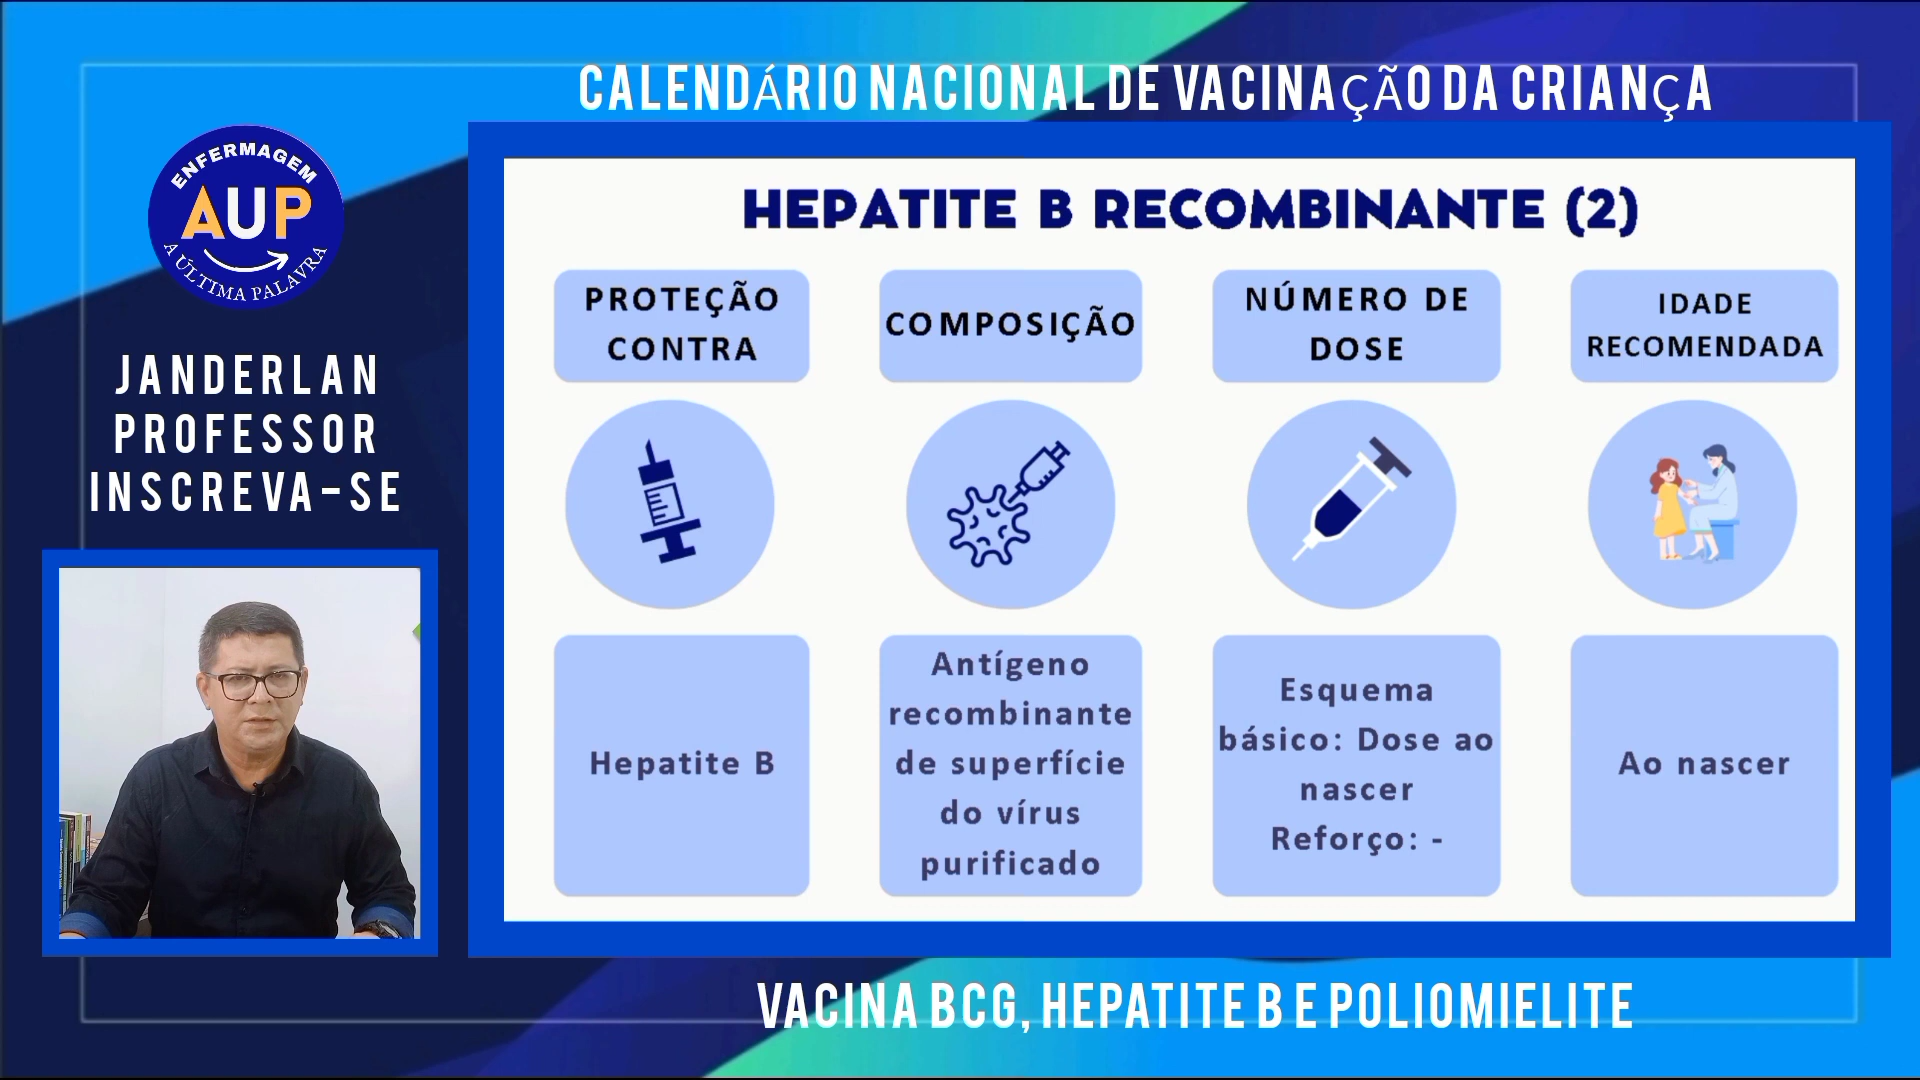 CALENDÁRIO NACIONAL DE VACINAÇÃO DA CRIANÇA
ENFERMAGEM
AUP
A ÚLTIMA PALAVRA
JANDERLAN
PROFESSOR
INSCREVA-SE
HEPATITE B RECOMBINANTE (2)
PROTEÇÃO
CONTRA
COMPOSIÇÃO
NÚMERO DE
DOSE
IDADE
RECOMENDADA
Hepatite B
Antígeno
recombinante
de superfície
do vírus
purificado
Esquema
básico: Dose ao
nascer
Reforço: -
Ao nascer
VACINA BCG, HEPATITE B E POLIOMIELITE